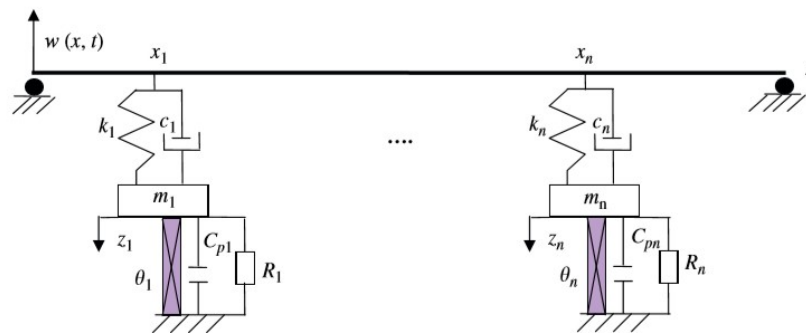 w (x, t)
x₁ xₙ
k₁ c₁ kₙ cₙ
....
m₁ mₙ
z₁ Cₚ₁ zₙ Cₚₙ
θ₁ R₁ θₙ Rₙ